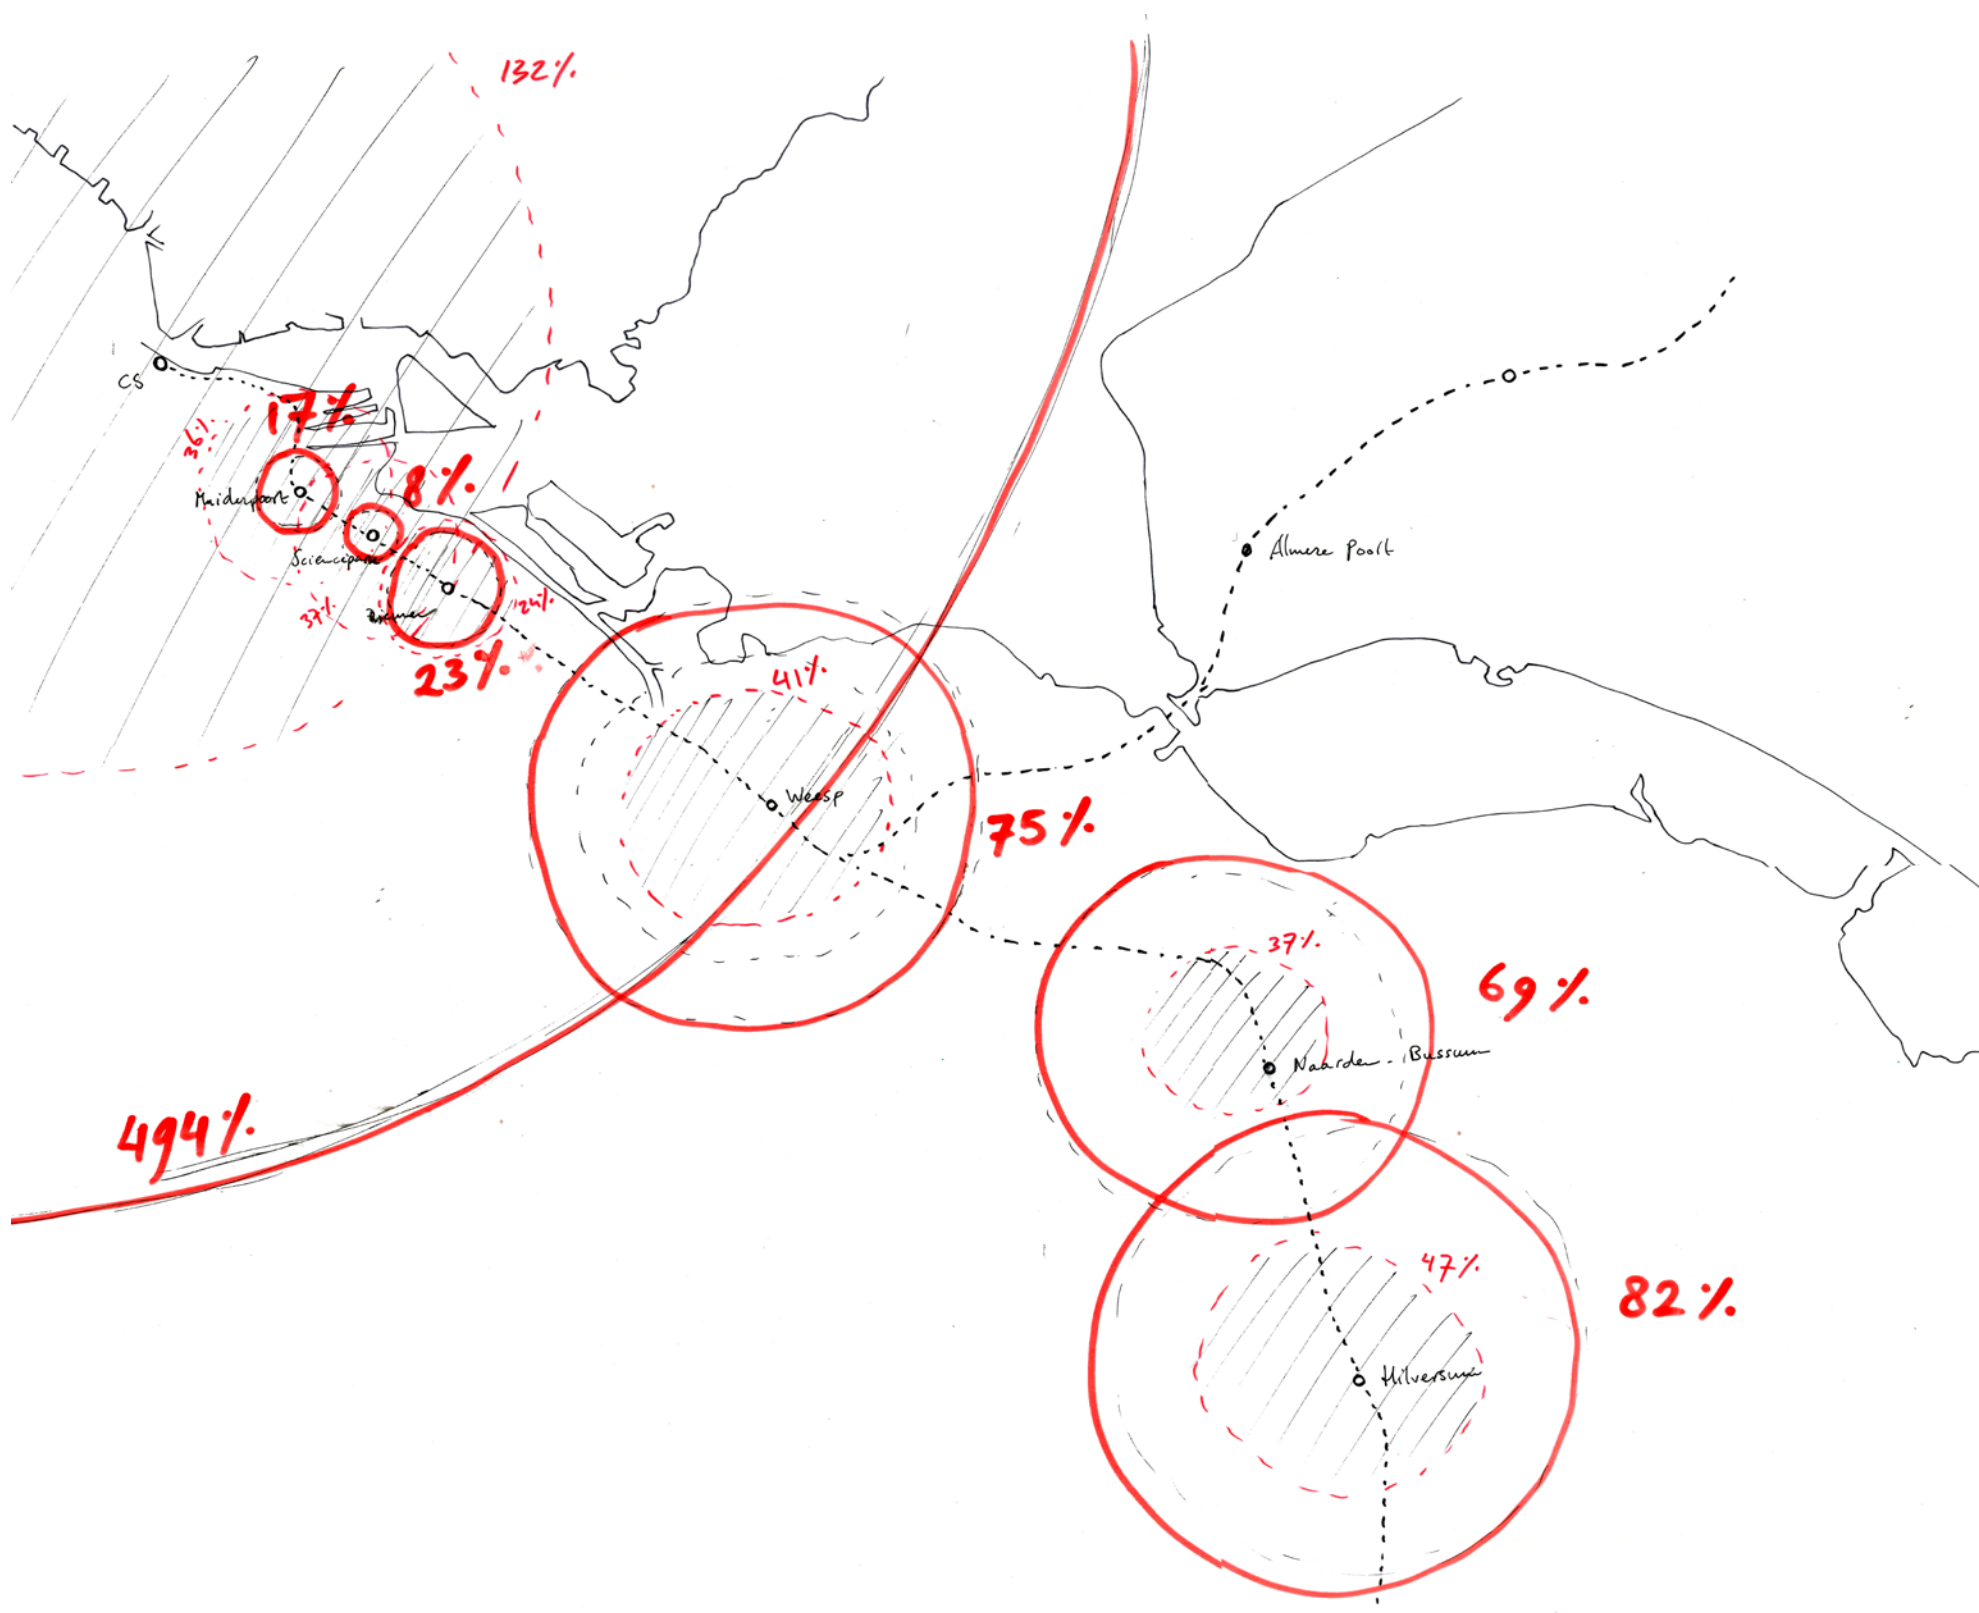 132%
CS
17%
36%
8%
Muiderpoort
Sciencepark
Almere Poort
37%
Diemen
24%
23%
41%
Weesp
75%
37%
69%
Naarden - Bussum
494%
47%
82%
Hilversum